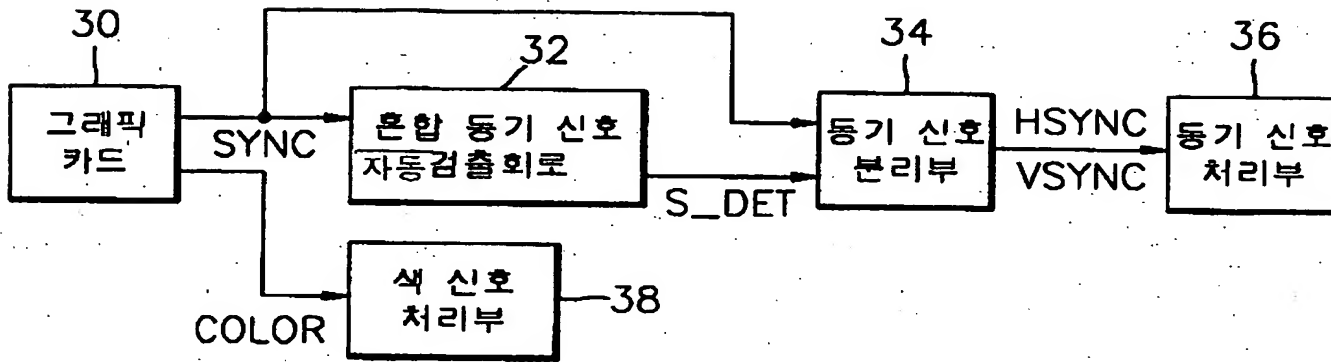 30
그래픽
카드
SYNC
32
혼합 동기 신호
자동검출회로
S_DET
34
동기 신호
분리부
HSYNC
VSYNC
36
동기 신호
처리부
COLOR
색 신호
처리부
38